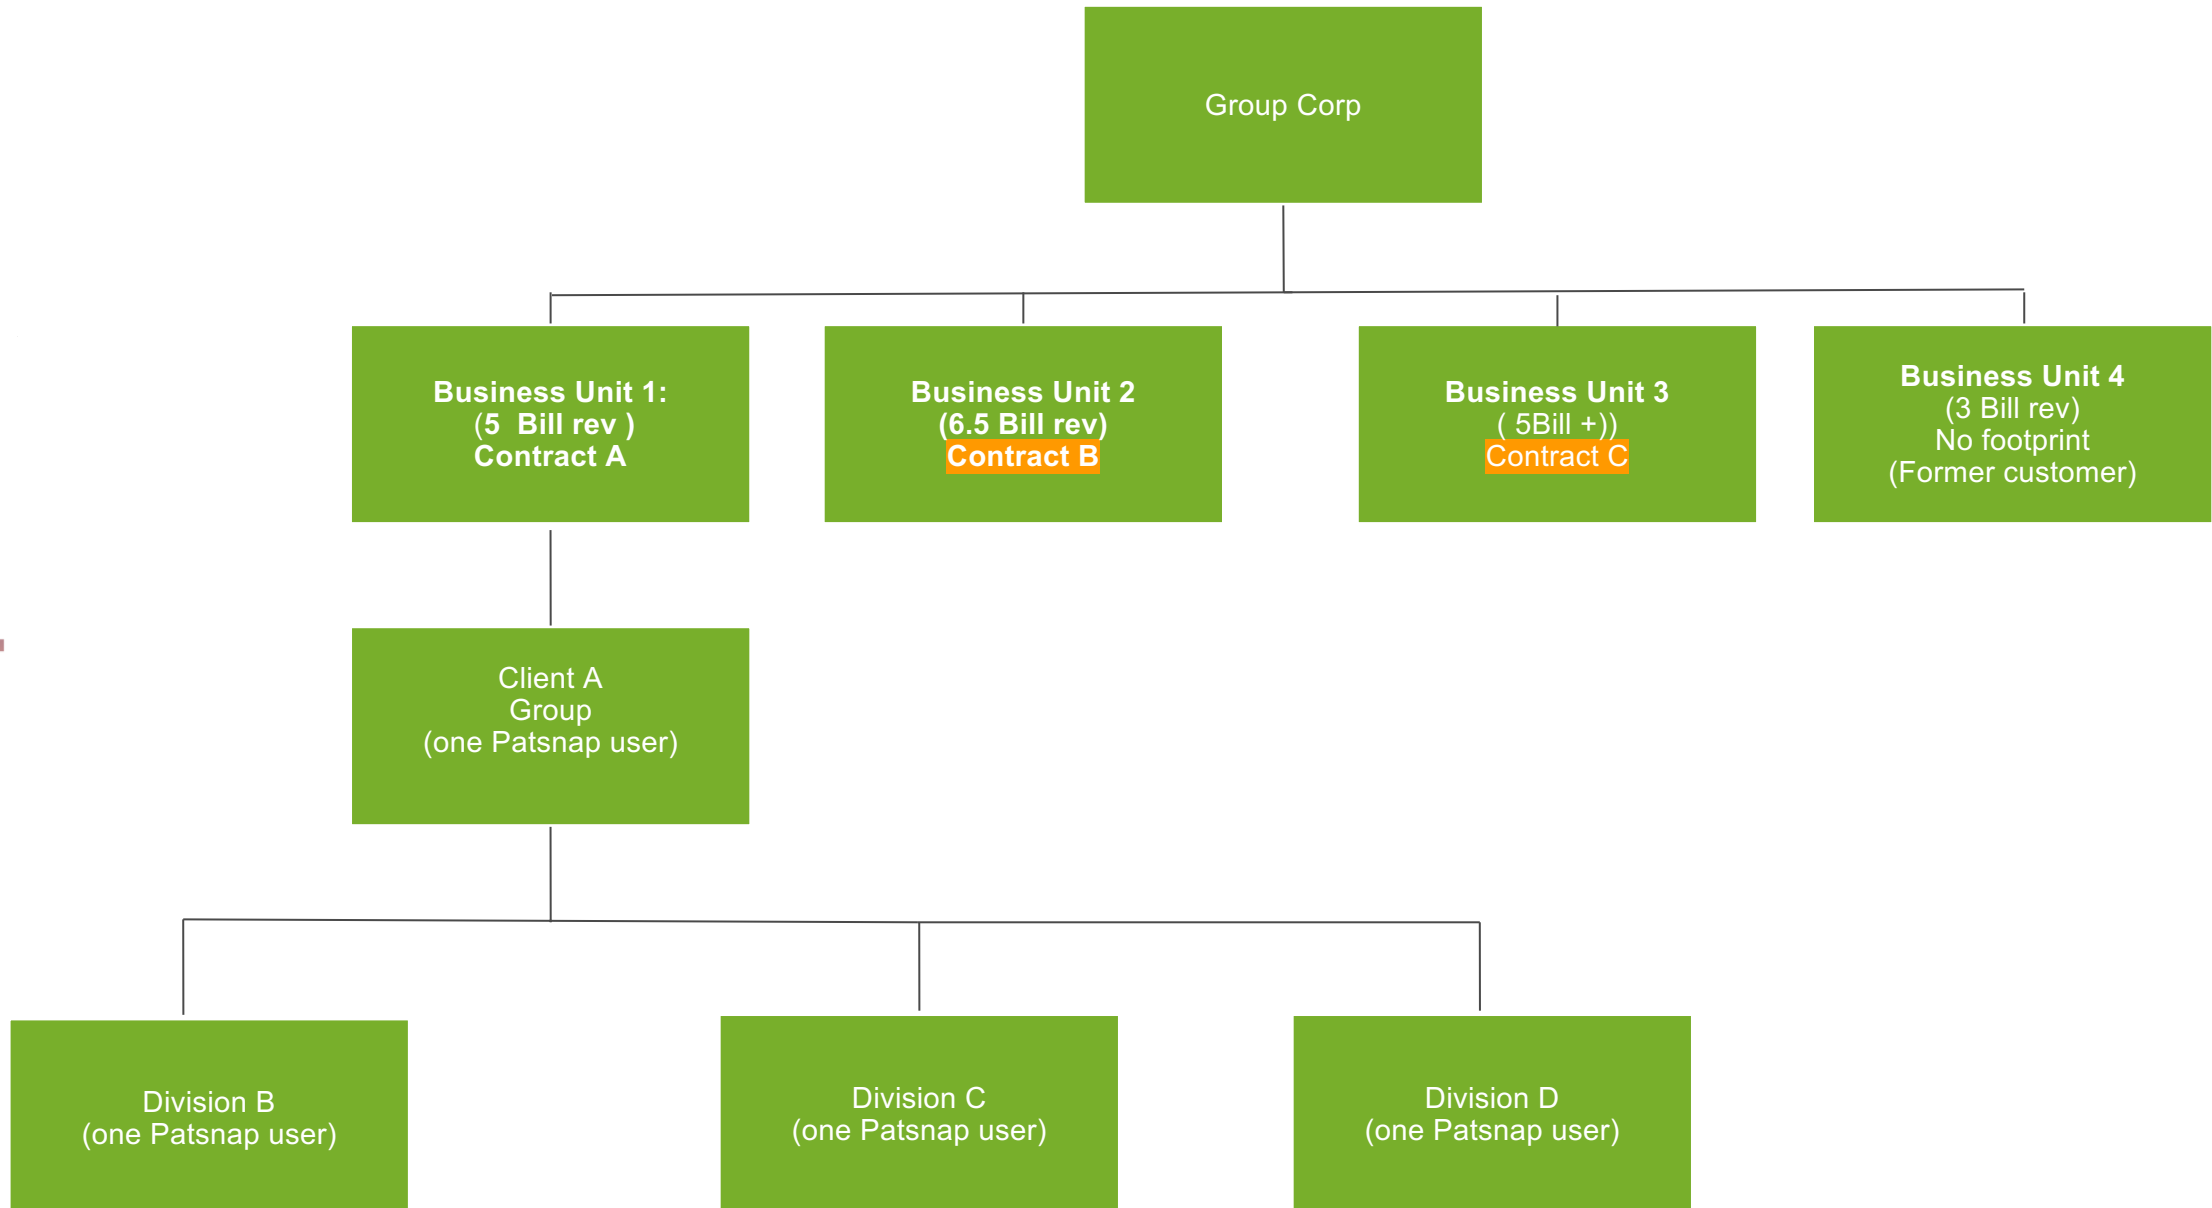 Group Corp
Business Unit 1:
(5  Bill rev )
Contract A
Business Unit 2
(6.5 Bill rev)
Contract B
Business Unit 3
( 5Bill +))
Contract C
Business Unit 4
(3 Bill rev)
No footprint
(Former customer)
Client A
Group
(one Patsnap user)
Division B
(one Patsnap user)
Division C
(one Patsnap user)
Division D
(one Patsnap user)